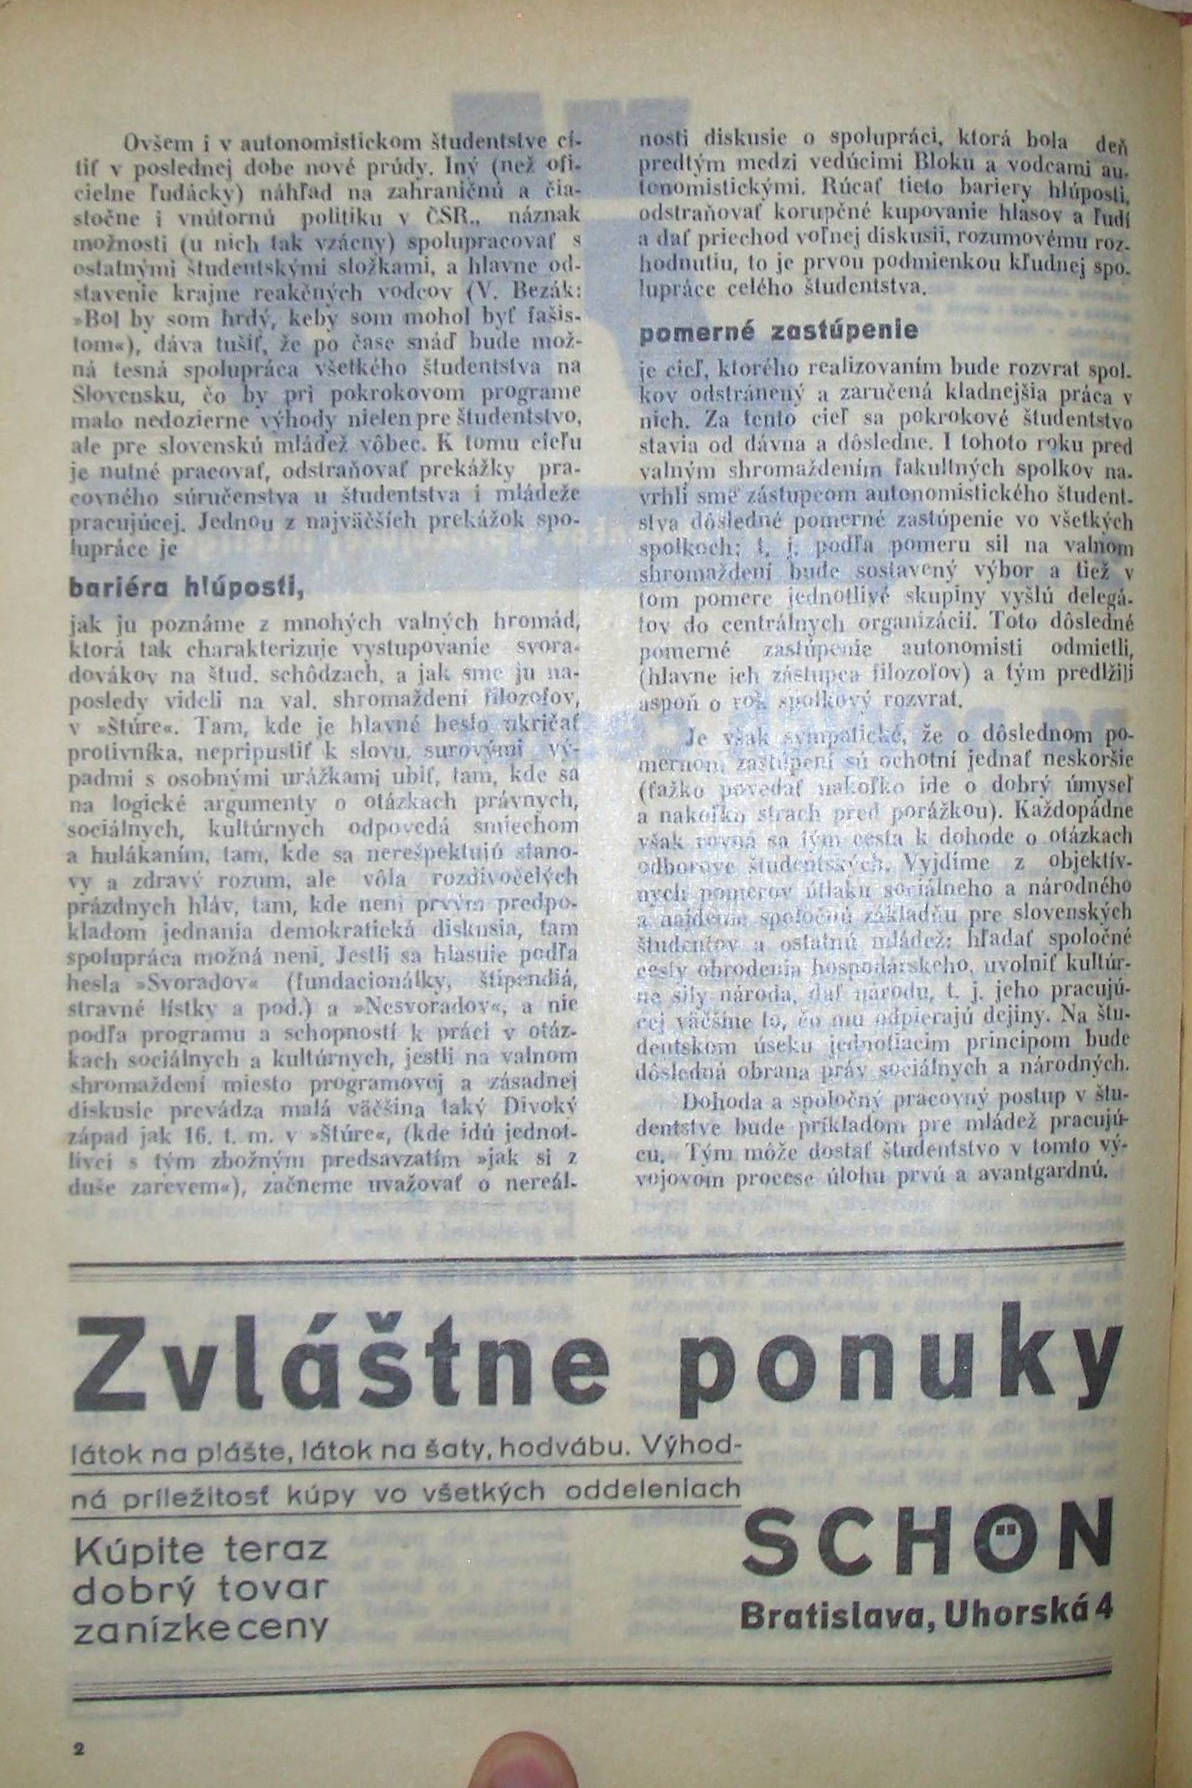 Ovšem i v autonomistickom študentstve cí-
tiť v poslednej dobe nové prúdy. Iný (než ofi-
cielne ľudácky) náhľad na zahraničnú a čia-
stočne i vnútornú politiku v ČSR., náznak
možnosti (u nich tak vzácny) spolupracovať s
ostatnými študentskými složkami, a hlavne od-
stavenie krajne reakčných vodcov (V. Bezák:
»Bol by som hrdý, keby som mohol byť fašis-
tom«), dáva tušiť, že po čase snáď bude mož-
ná tesná spolupráca všetkého študentstva na
Slovensku, čo by pri pokrokovom programe
malo nedozierne výhody nielen pre študentstvo,
ale pre slovenskú mládež vôbec. K tomu cieľu
je nutné pracovať, odstraňovať prekážky pra-
covného súručenstva u študentstva i mládeže
pracujúcej. Jednou z najväčších prekážok spo-
lupráce je
bariéra hlúposti,
jak ju poznáme z mnohých valných hromád,
ktorá tak charakterizuje vystupovanie svora-
dovákov na štud. schôdzach, a jak sme ju na-
posledy videli na val. shromaždení filozofov,
v »Štúre«. Tam, kde je hlavné heslo ukričať
protivníka, nepripustiť k slovu, surovými vý-
padmi s osobnými urážkami ubiť, tam, kde sa
na logické argumenty o otázkach právnych,
sociálnych, kultúrnych odpovedá smiechom
a hulákaním, tam, kde sa nerešpektujú stano-
vy a zdravý rozum, ale vôla rozdivočelých
prázdnych hláv, tam, kde neni prvým predpo-
kladom jednania demokratická diskusia, tam
spolupráca možná neni. Jestli sa hlasuje podľa
hesla »Svoradov« (fundacionálky, štipendiá,
stravné lístky a pod.) a »Nesvoradov«, a nie
podľa programu a schopností k práci v otáz-
kach sociálnych a kultúrnych, jestli na valnom
shromaždení miesto programovej a zásadnej
diskusie prevádza malá väčšina taký Divoký
západ jak 16. t. m. v »Štúre«, (kde idú jednot-
livci s tým zbožným predsavzatím »jak si z
duše zarevem«), začneme uvažovať o nereál-
nosti diskusie o spolupráci, ktorá bola deň
predtým medzi vedúcimi Bloku a vodcami au-
tonomistickými. Rúcať tieto bariery hlúposti,
odstraňovať korupčné kupovanie hlasov a ľudí
a dať priechod voľnej diskusii, rozumovému roz-
hodnutiu, to je prvou podmienkou kľudnej spo-
lupráce celého študentstva.
pomerné zastúpenie
je cieľ, ktorého realizovaním bude rozvrat spol-
kov odstránený a zaručená kladnejšia práca v
nich. Za tento cieľ sa pokrokové študentstvo
stavia od dávna a dôsledne. I tohoto roku pred
valným shromaždením fakultných spolkov na-
vrhli sme zástupcom autonomistického študent-
stva dôsledné pomerné zastúpenie vo všetkých
spolkoch; t. j. podľa pomeru sil na valnom
shromaždení bude sostavený výbor a tiež v
tom pomere jednotlivé skupiny vyšlú delegá-
tov do centrálnych organizácií. Toto dôsledné
pomerné zastúpenie autonomisti odmietli,
(hlavne ich zástupca filozofov) a tým predlžili
aspoň o rok spolkový rozvrat.
Je však sympatické, že o dôslednom po-
mernom zastúpení sú ochotní jednať neskoršie
(ťažko povedať nakoľko ide o dobrý úmyseľ
a nakoľko strach pred porážkou). Každopádne
však rovná sa tým cesta k dohode o otázkach
odborove študentských. Vyjdime z objektív-
nych pomerov útlaku sociálneho a národného
a najdeme spoločnú základňu pre slovenských
študentov a ostatnú mládež: hľadať spoločné
cesty obrodenia hospodárskeho, uvolniť kultúr-
ne sily národa, dať národu, t. j. jeho pracujú-
cej väčšine to, čo mu odpierajú dejiny. Na štu-
dentskom úseku jednotiacim principom bude
dôsledná obrana práv sociálnych a národných.
Dohoda a spoločný pracovný postup v štu-
dentstve bude príkladom pre mládež pracujú-
cu. Tým môže dostať študentstvo v tomto vý-
vojovom procese úlohu prvú a avantgardnú.
Zvláštne ponuky
látok na plášte, látok na šaty, hodvábu. Výhod-
ná príležitosť kúpy vo všetkých oddeleniach
Kúpite teraz
dobrý tovar
za nízke ceny
SCHÖN
Bratislava, Uhorská 4
2